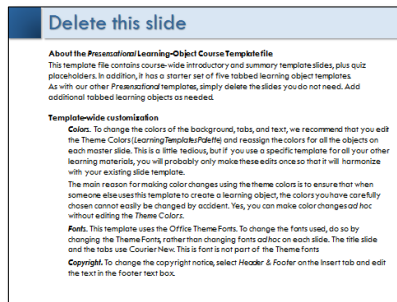 Delete this slide
About the Presensational Learning-Object Course Template file
This template file contains course-wide introductory and summary template slides, plus quiz
placeholders. In addition, it has a starter set of five tabbed learning object templates.
As with our other Presensational templates, simply delete the slides you do not need. Add
additional tabbed learning objects as needed.
Template-wide customization
Colors. To change the colors of the background, tabs, and text, we recommend that you edit
the Theme Colors (Learning Templates Palette) and reassign the colors for all the objects on
each master slide. This is a little tedious, but if you use a specific template for all your other
learning materials, you will probably only make these edits once so that it will harmonize
with your existing slide template.
The main reason for making color changes using the theme colors is to ensure that when
someone else uses this template to create a learning object, the colors you have carefully
chosen cannot easily be changed by accident. Yes, you can make color changes ad hoc
without editing the Theme Colors.
Fonts. This template uses the Office Theme Fonts. To change the fonts used, do so by
changing the Theme Fonts, rather than changing fonts ad hoc on each slide. The title slide
and the tabs use Courier New. This is font is not part of the Theme fonts
Copyright. To change the copyright notice, select Header & Footer on the Insert tab and edit
the text in the footer text box.